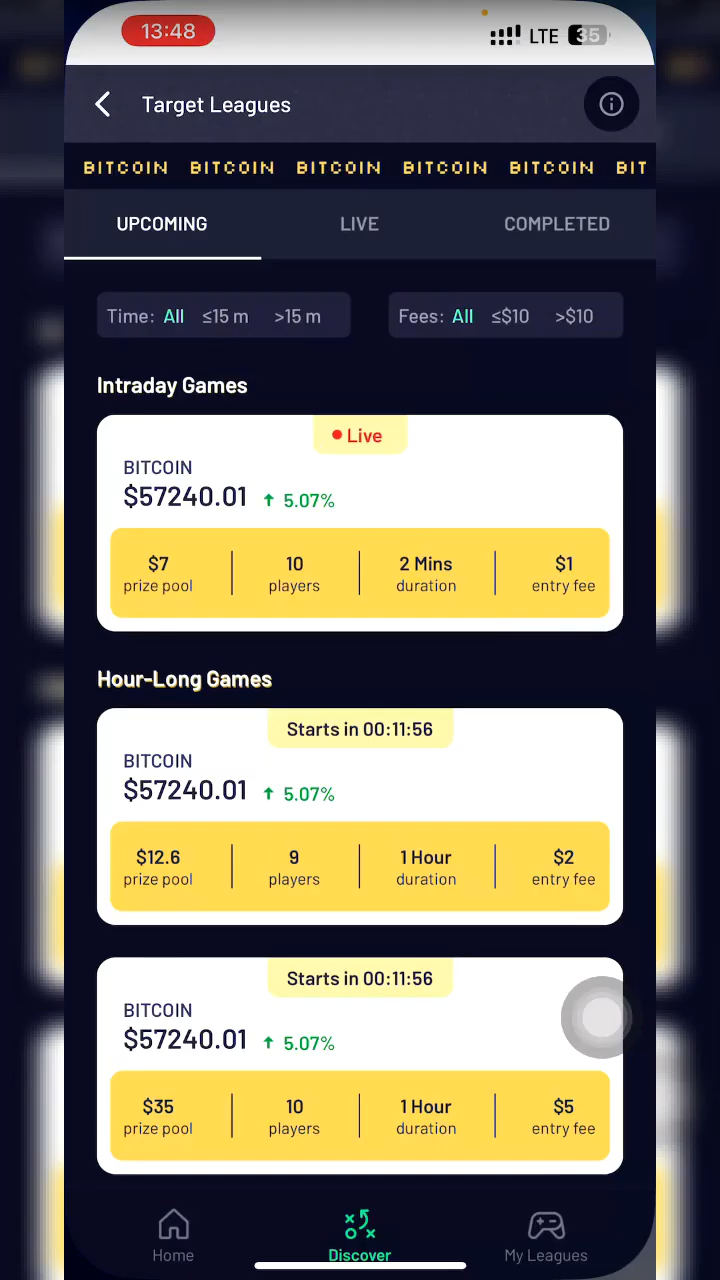 13:48 LTE 35
Target Leagues
BITCOIN BITCOIN BITCOIN BITCOIN BITCOIN BIT
UPCOMING LIVE COMPLETED
Time: All ≤15 m >15 m Fees: All ≤$10 >$10
Intraday Games
Live
BITCOIN
$57240.01 ↑ 5.07%
$7 10 2 Mins $1
prize pool players duration entry fee
Hour-Long Games
Starts in 00:11:56
BITCOIN
$57240.01 ↑ 5.07%
$12.6 9 1 Hour $2
prize pool players duration entry fee
Starts in 00:11:56
BITCOIN
$57240.01 ↑ 5.07%
$35 10 1 Hour $5
prize pool players duration entry fee
Home Discover My Leagues